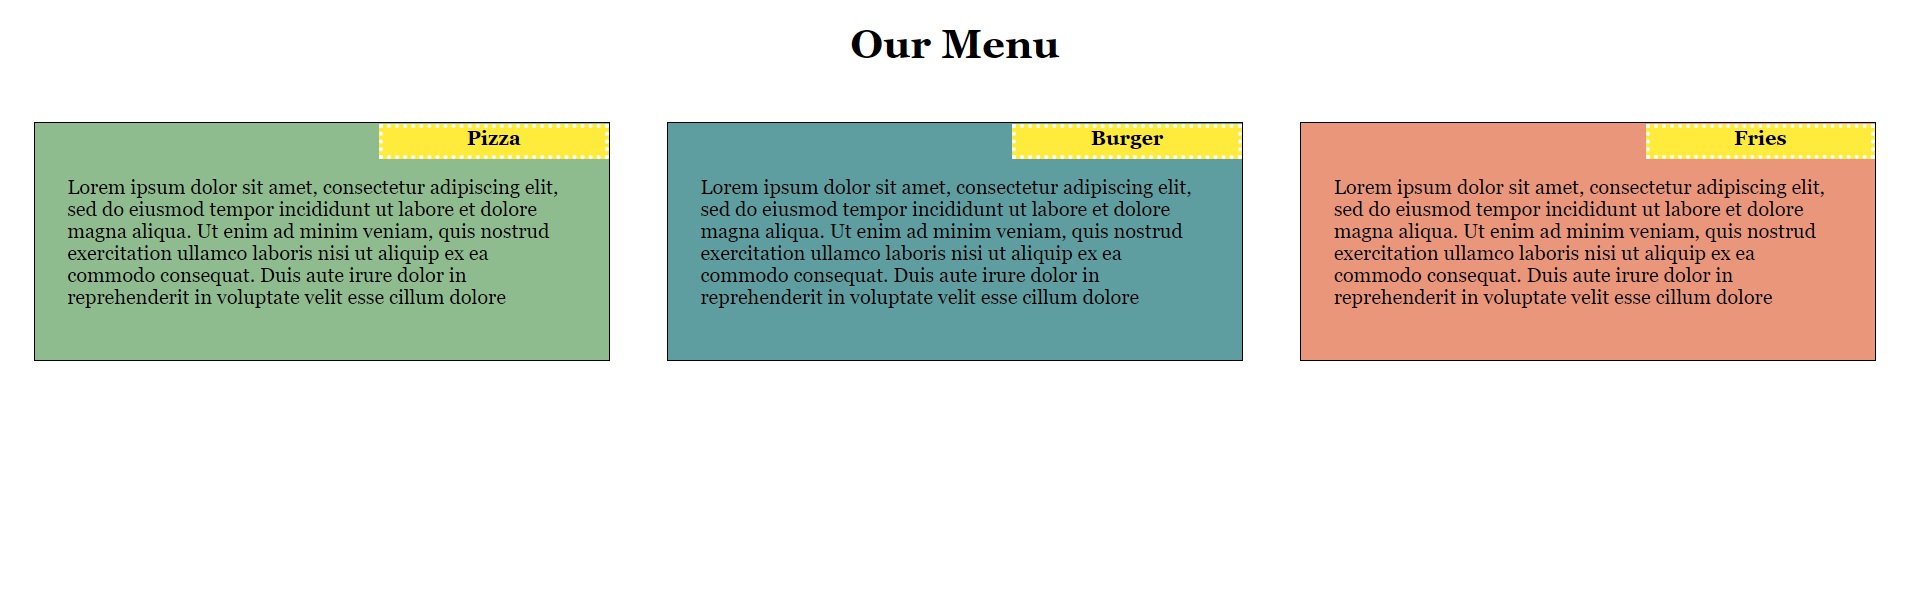 Our Menu
Pizza
Lorem ipsum dolor sit amet, consectetur adipiscing elit,
sed do eiusmod tempor incididunt ut labore et dolore
magna aliqua. Ut enim ad minim veniam, quis nostrud
exercitation ullamco laboris nisi ut aliquip ex ea
commodo consequat. Duis aute irure dolor in
reprehenderit in voluptate velit esse cillum dolore
Burger
Lorem ipsum dolor sit amet, consectetur adipiscing elit,
sed do eiusmod tempor incididunt ut labore et dolore
magna aliqua. Ut enim ad minim veniam, quis nostrud
exercitation ullamco laboris nisi ut aliquip ex ea
commodo consequat. Duis aute irure dolor in
reprehenderit in voluptate velit esse cillum dolore
Fries
Lorem ipsum dolor sit amet, consectetur adipiscing elit,
sed do eiusmod tempor incididunt ut labore et dolore
magna aliqua. Ut enim ad minim veniam, quis nostrud
exercitation ullamco laboris nisi ut aliquip ex ea
commodo consequat. Duis aute irure dolor in
reprehenderit in voluptate velit esse cillum dolore